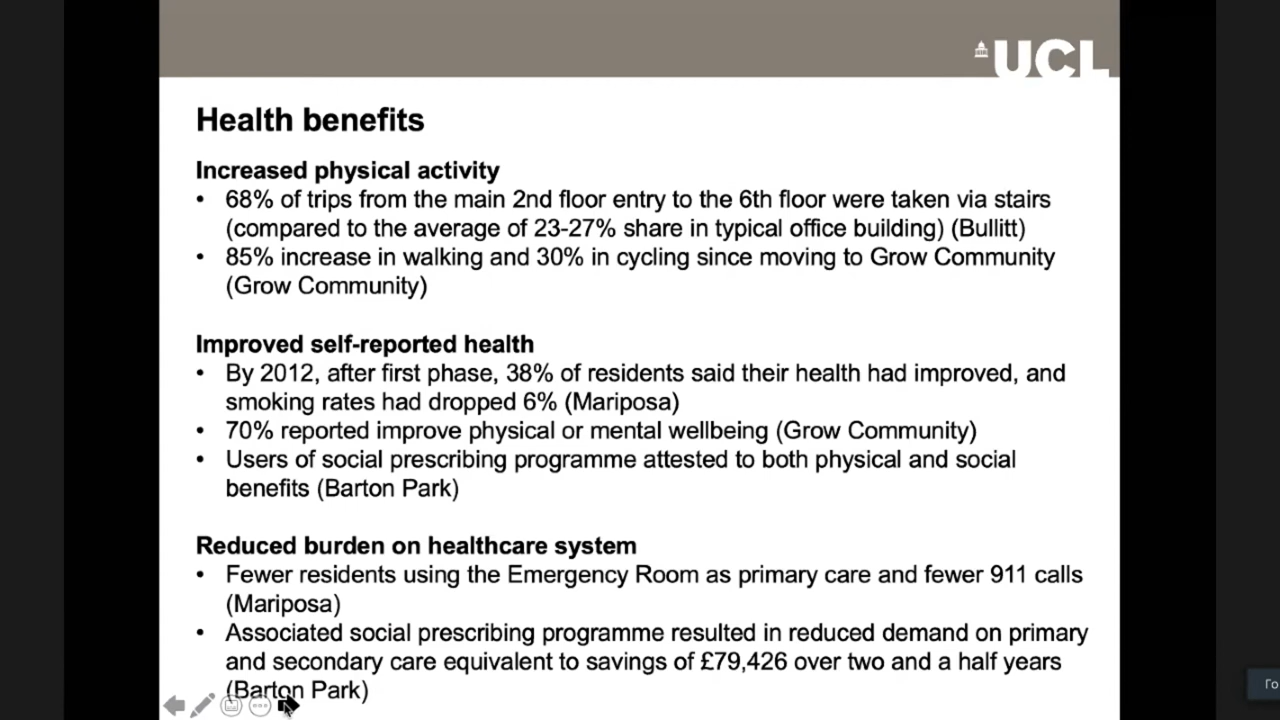 UCL
Health benefits
Increased physical activity
• 68% of trips from the main 2nd floor entry to the 6th floor were taken via stairs
(compared to the average of 23-27% share in typical office building) (Bullitt)
• 85% increase in walking and 30% in cycling since moving to Grow Community
(Grow Community)
Improved self-reported health
• By 2012, after first phase, 38% of residents said their health had improved, and
smoking rates had dropped 6% (Mariposa)
• 70% reported improve physical or mental wellbeing (Grow Community)
• Users of social prescribing programme attested to both physical and social
benefits (Barton Park)
Reduced burden on healthcare system
• Fewer residents using the Emergency Room as primary care and fewer 911 calls
(Mariposa)
• Associated social prescribing programme resulted in reduced demand on primary
and secondary care equivalent to savings of £79,426 over two and a half years
(Barton Park)
Го